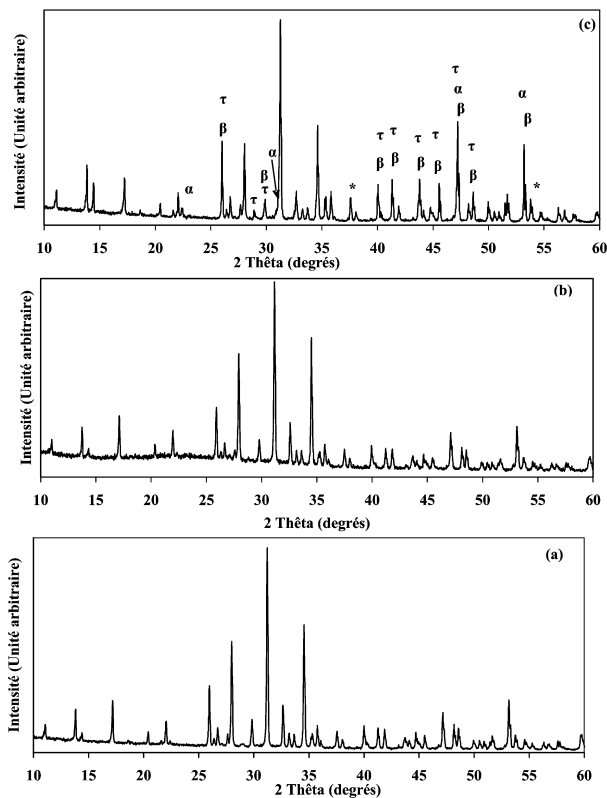 (c)
Intensité (Unité arbitraire)
τ
β
α
τ
β
τ
α
*
τ
β
τ
β
τ
β
τ
β
τ
α
β
τ
β
α
β
*
10 15 20 25 30 35 40 45 50 55 60
2 Thêta (degrés)
(b)
Intensité (Unité arbitraire)
10 15 20 25 30 35 40 45 50 55 60
2 Thêta (degrés)
(a)
Intensité (Unité arbitraire)
10 15 20 25 30 35 40 45 50 55 60
2 Thêta (degrés)